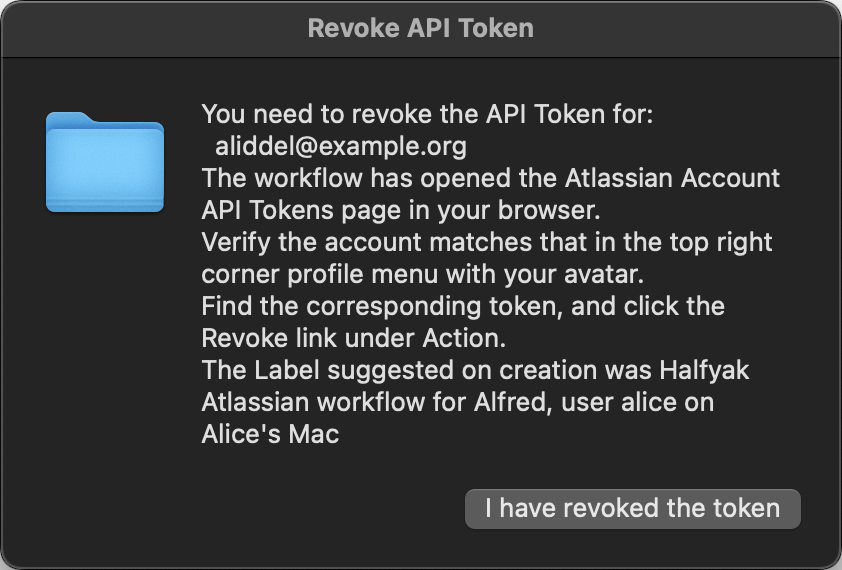 Revoke API Token
You need to revoke the API Token for:
aliddel@example.org
The workflow has opened the Atlassian Account
API Tokens page in your browser.
Verify the account matches that in the top right
corner profile menu with your avatar.
Find the corresponding token, and click the
Revoke link under Action.
The Label suggested on creation was Halfyak
Atlassian workflow for Alfred, user alice on
Alice's Mac
I have revoked the token